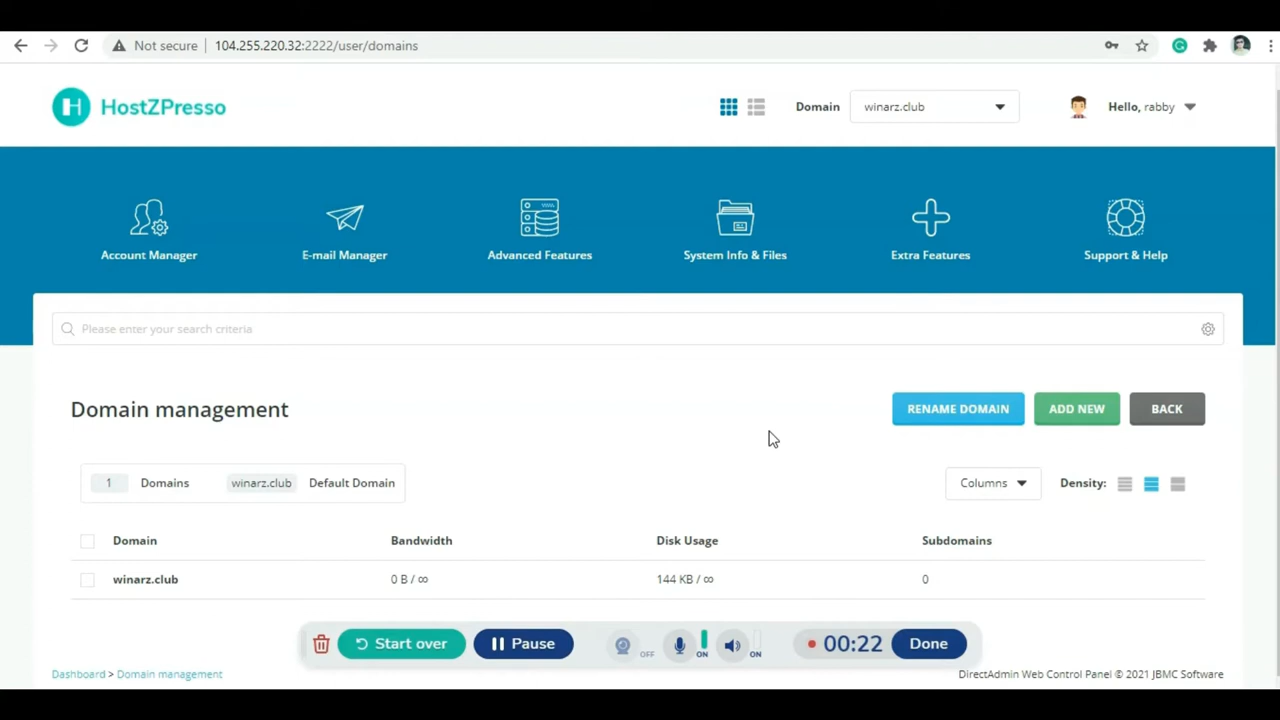 Not secure 104.255.220.32:2222/user/domains
HostZPresso
Domain winarz.club Hello, rabby
Account Manager E-mail Manager Advanced Features System Info & Files Extra Features Support & Help
Please enter your search criteria
Domain management RENAME DOMAIN ADD NEW BACK
1 Domains winarz.club Default Domain Columns Density:
Domain Bandwidth Disk Usage Subdomains
winarz.club 0 B / ∞ 144 KB / ∞ 0
Start over Pause OFF ON ON 00:22 Done
Dashboard > Domain management DirectAdmin Web Control Panel © 2021 JBMC Software